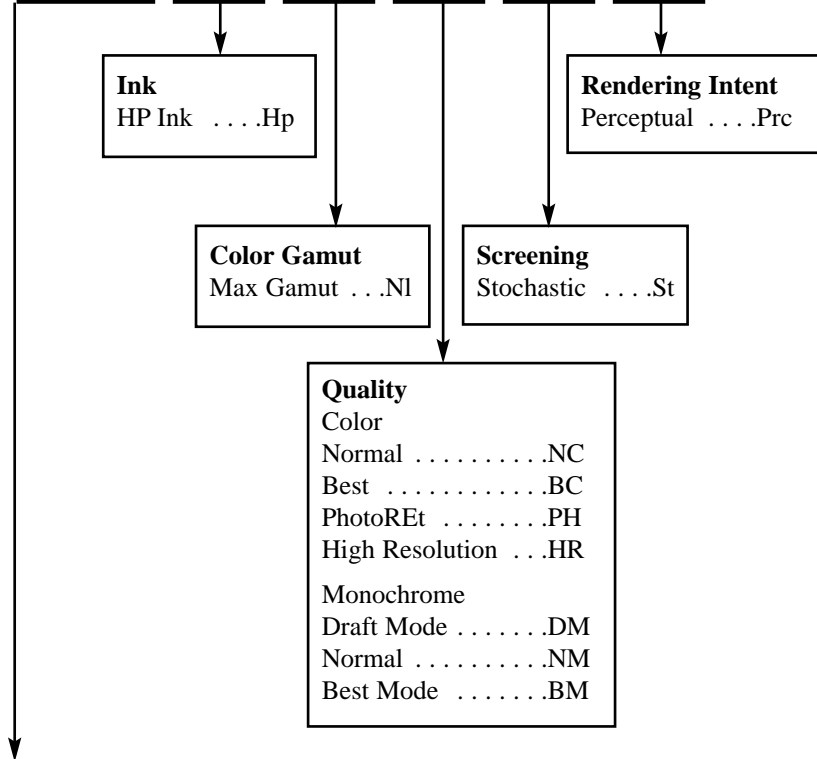 Ink
HP Ink . . . .Hp
Rendering Intent
Perceptual . . . .Prc
Color Gamut
Max Gamut . . .Nl
Screening
Stochastic . . . .St
Quality
Color
Normal . . . . . . . . . . .NC
Best . . . . . . . . . . . . .BC
PhotoREt . . . . . . . .PH
High Resolution . . .HR
Monochrome
Draft Mode . . . . . . .DM
Normal . . . . . . . . . . .NM
Best Mode . . . . . . .BM